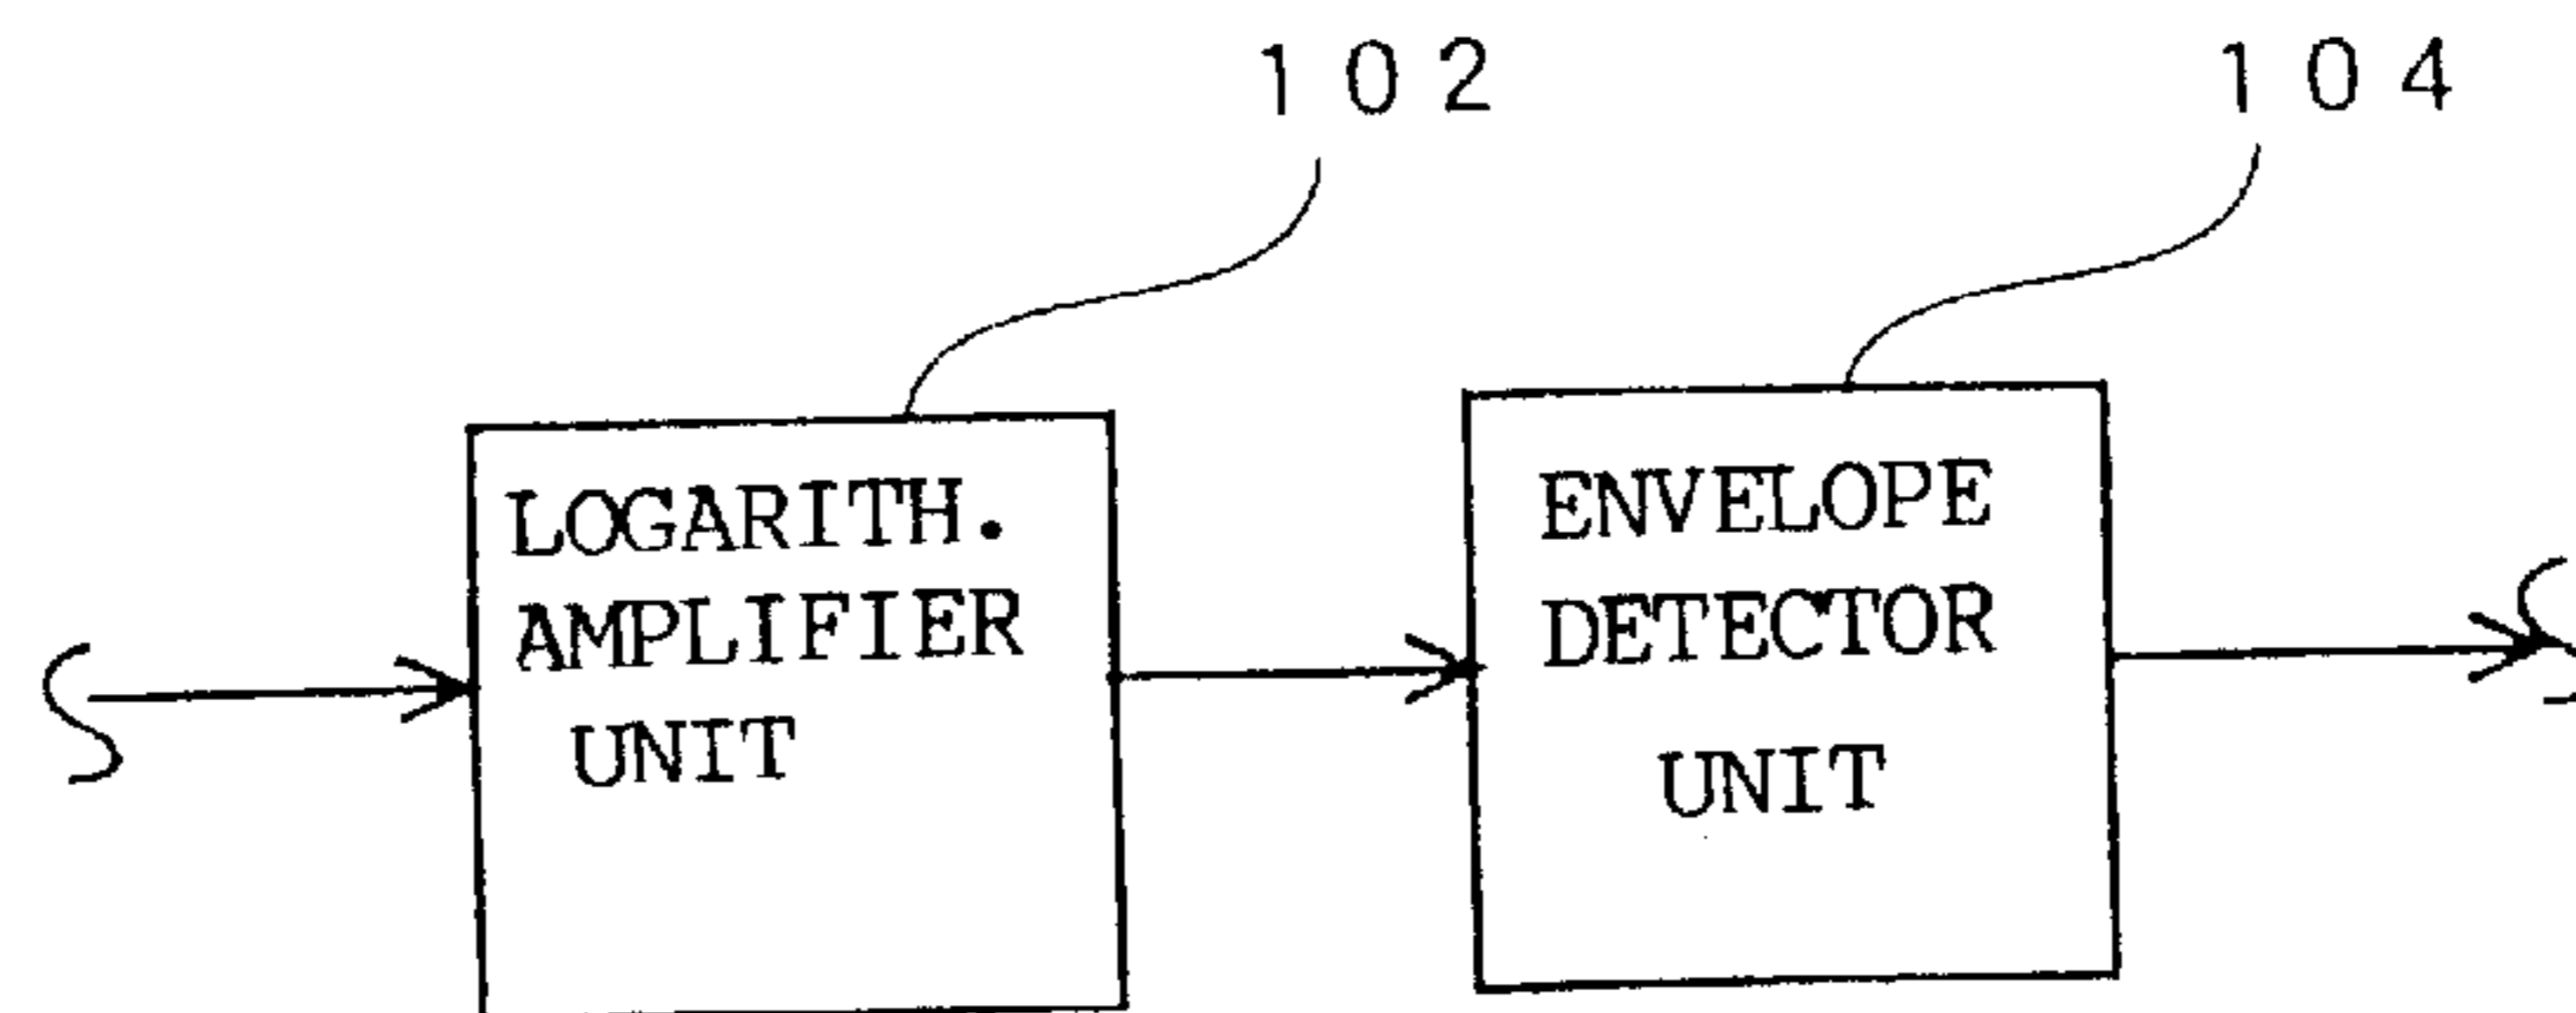 102
104
LOGARITH.
AMPLIFIER
UNIT
ENVELOPE
DETECTOR
UNIT